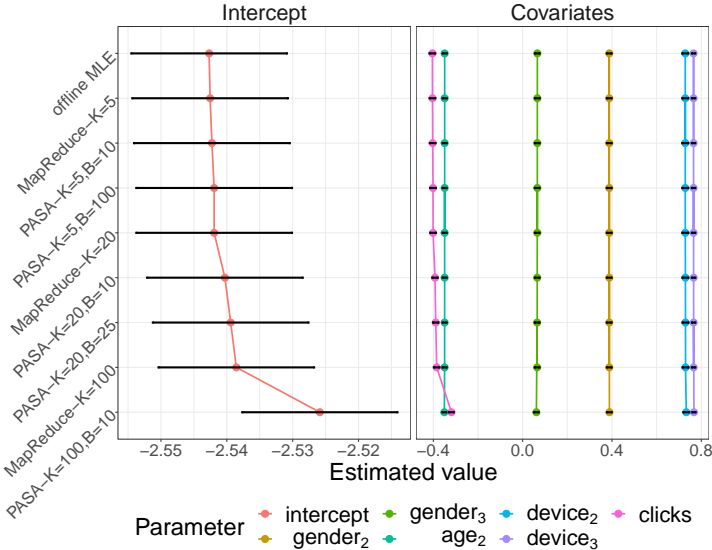 Intercept
Covariates
offline MLE
MapReduce−K=5
PASA−K=5,B=10
PASA−K=5,B=100
MapReduce−K=20
PASA−K=20,B=10
PASA−K=20,B=25
MapReduce−K=100
PASA−K=100,B=10
−2.55 −2.54 −2.53 −2.52
−0.4 0.0 0.4 0.8
Estimated value
Parameter
intercept gender₃ device₂ clicks
gender₂ age₂ device₃